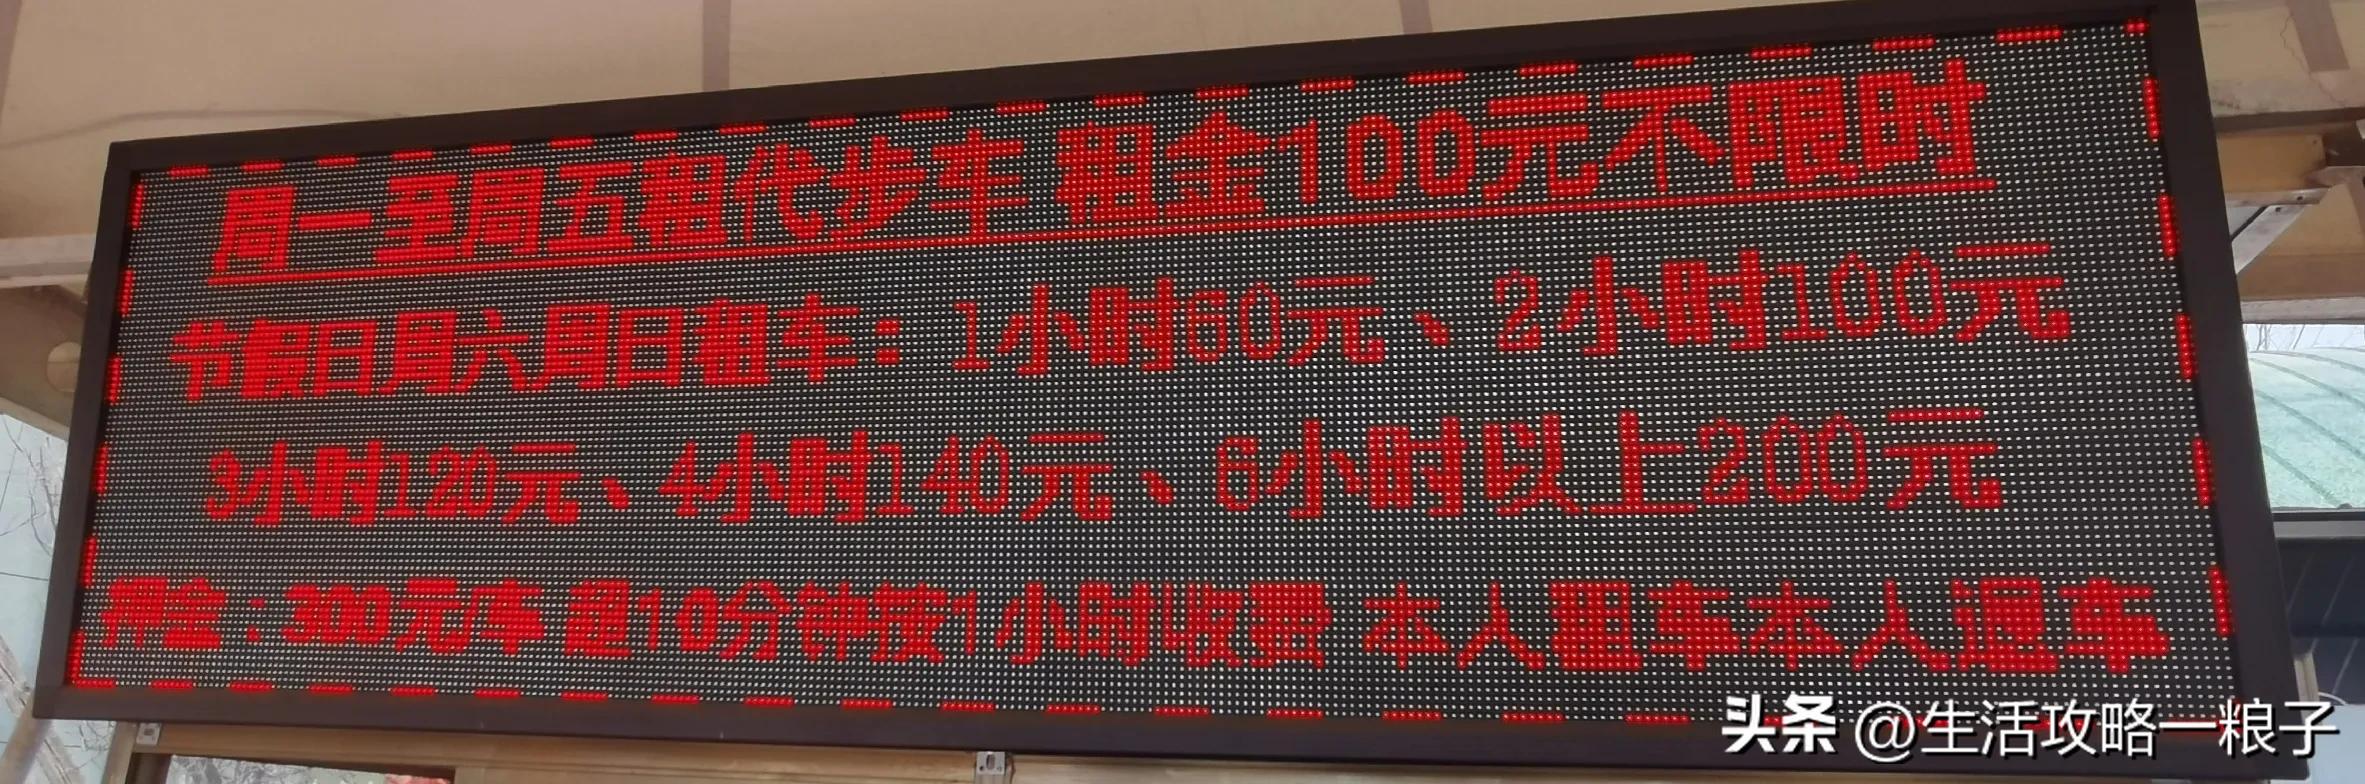 周一至周五租代步车 租金100元不限时
节假日周六周日租车：1小时60元、2小时100元
3小时120元、4小时140元、6小时以上200元
押金：300元/车 超10分钟按1小时收费 本人租车本人退车
头条 @生活攻略一粮子